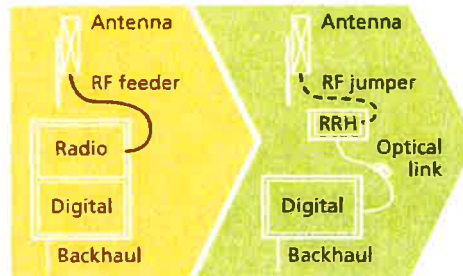 Antenna
RF feeder
Radio
Digital
Backhaul
Antenna
RF jumper
RRH
Optical
link
Digital
Backhaul